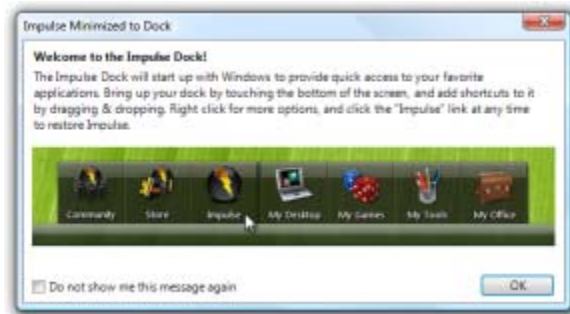 Impulse Minimized to Dock
Welcome to the Impulse Dock!
The Impulse Dock will start up with Windows to provide quick access to your favorite
applications. Bring up your dock by touching the bottom of the screen, and add shortcuts to it
by dragging & dropping. Right click for more options, and click the "Impulse" link at any time
to restore Impulse.
Community Store Impulse My Desktop My Games My Tools My Office
Do not show me this message again
OK